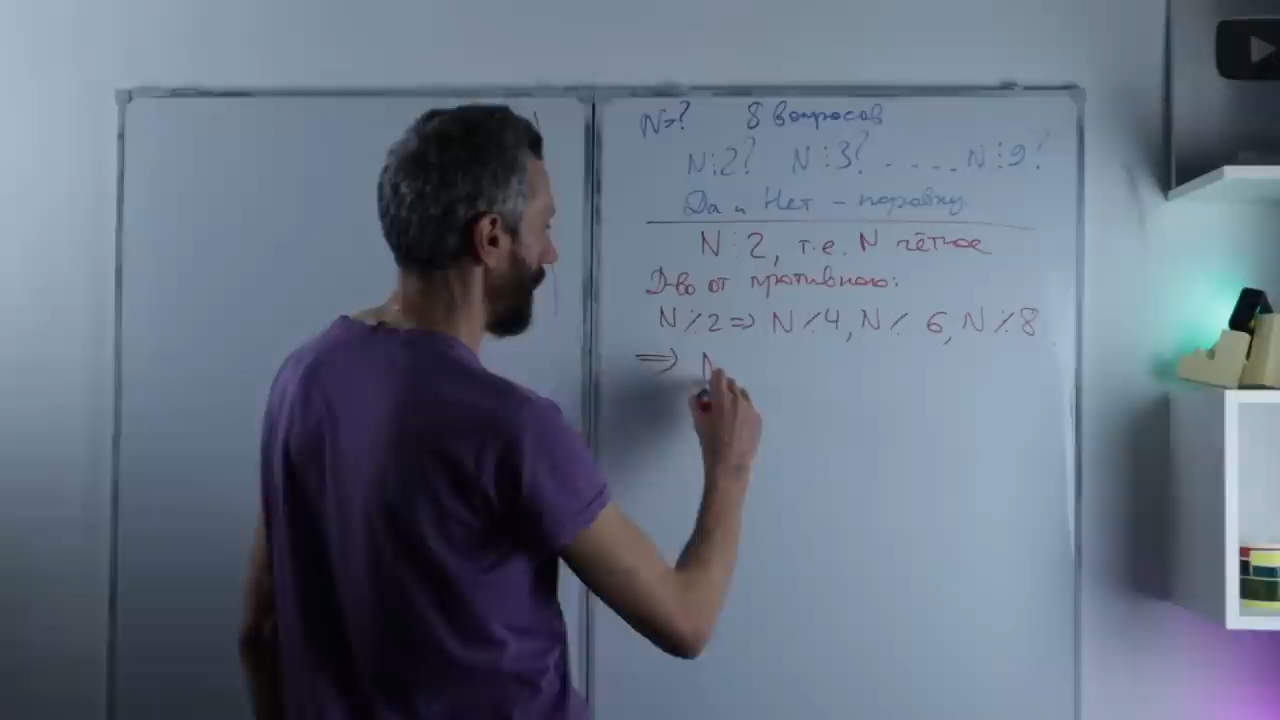 N=? 8 вопросов
N⋮2? N⋮3? .... N⋮9?
Да и Нет – поровну
N⋮2, т.е. N чётное
Д-во от противного:
N⋮̸2 ⇒ N⋮̸4, N⋮̸6, N⋮̸8
⇒ N